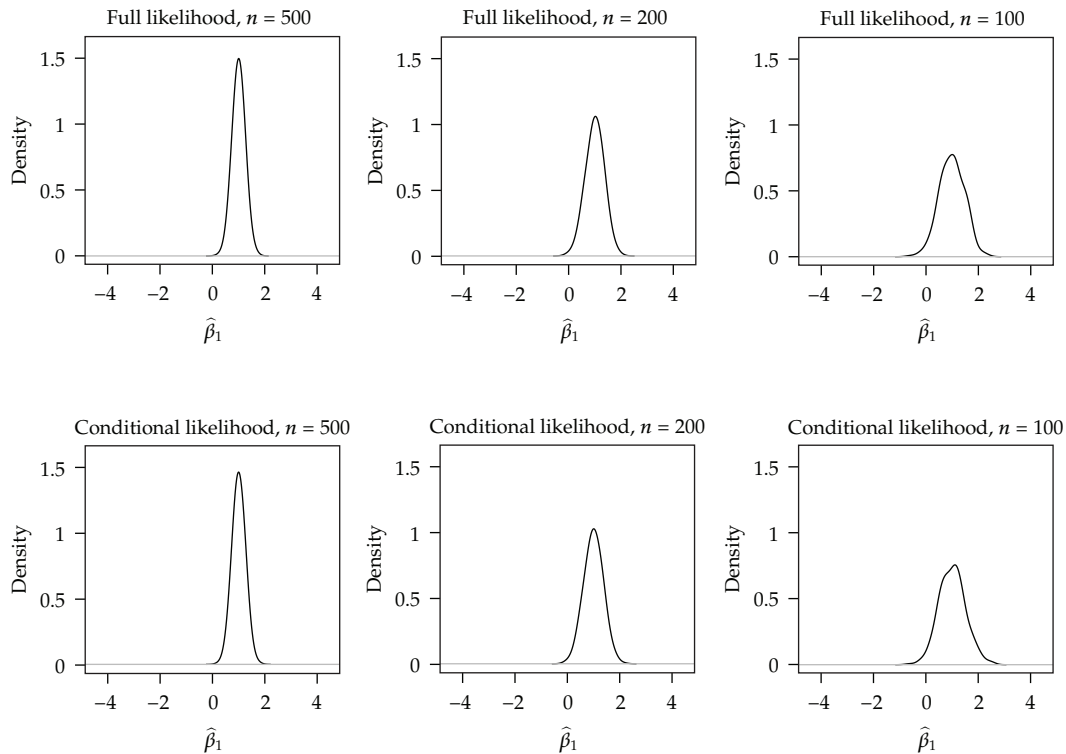 Full likelihood, n = 500
Full likelihood, n = 200
Full likelihood, n = 100
1.5
1
0.5
0
Density
−4 −2 0 2 4
β̂1
1.5
1
0.5
0
Density
−4 −2 0 2 4
β̂1
1.5
1
0.5
0
Density
−4 −2 0 2 4
β̂1
Conditional likelihood, n = 500
Conditional likelihood, n = 200
Conditional likelihood, n = 100
1.5
1
0.5
0
Density
−4 −2 0 2 4
β̂1
1.5
1
0.5
0
Density
−4 −2 0 2 4
β̂1
1.5
1
0.5
0
Density
−4 −2 0 2 4
β̂1